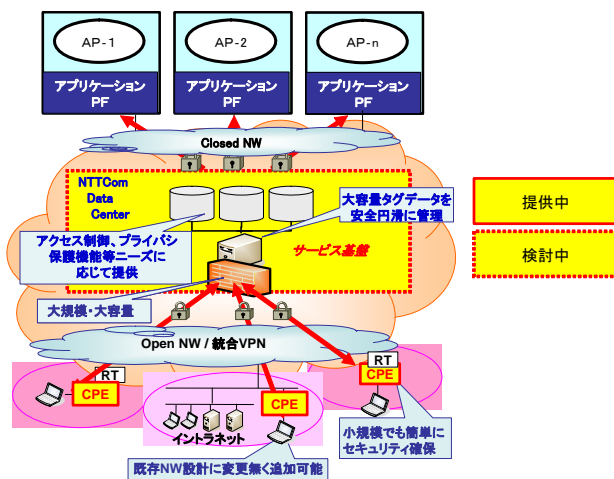 AP-1
AP-2
AP-n
アプリケーション
PF
アプリケーション
PF
アプリケーション
PF
Closed NW
NTTCom
Data
Center
大容量タグデータを
安全円滑に管理
アクセス制御、プライバシ
保護機能等ニーズに
応じて提供
サービス基盤
大規模・大容量
提供中
検討中
Open NW / 統合VPN
RT
CPE
CPE
RT
CPE
イントラネット
小規模でも簡単に
セキュリティ確保
既存NW設計に変更無く追加可能